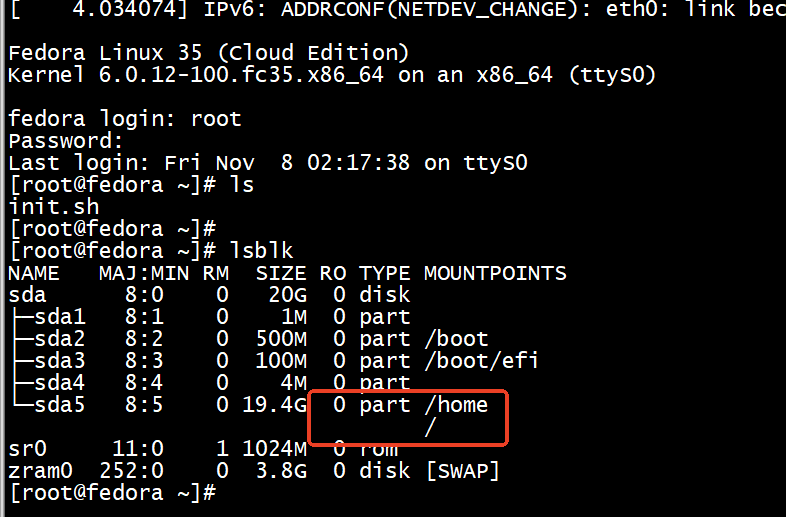 [    4.034074] IPv6: ADDRCONF(NETDEV_CHANGE): eth0: link bec
Fedora Linux 35 (Cloud Edition)
Kernel 6.0.12-100.fc35.x86_64 on an x86_64 (ttyS0)
fedora login: root
Password:
Last login: Fri Nov  8 02:17:38 on ttyS0
[root@fedora ~]# ls
init.sh
[root@fedora ~]#
[root@fedora ~]# lsblk
NAME   MAJ:MIN RM  SIZE RO TYPE MOUNTPOINTS
sda      8:0    0   20G  0 disk
├─sda1   8:1    0    1M  0 part
├─sda2   8:2    0  500M  0 part /boot
├─sda3   8:3    0  100M  0 part /boot/efi
├─sda4   8:4    0    4M  0 part
└─sda5   8:5    0 19.4G  0 part /home
                                /
sr0     11:0    1 1024M  0 rom
zram0  252:0    0  3.8G  0 disk [SWAP]
[root@fedora ~]#